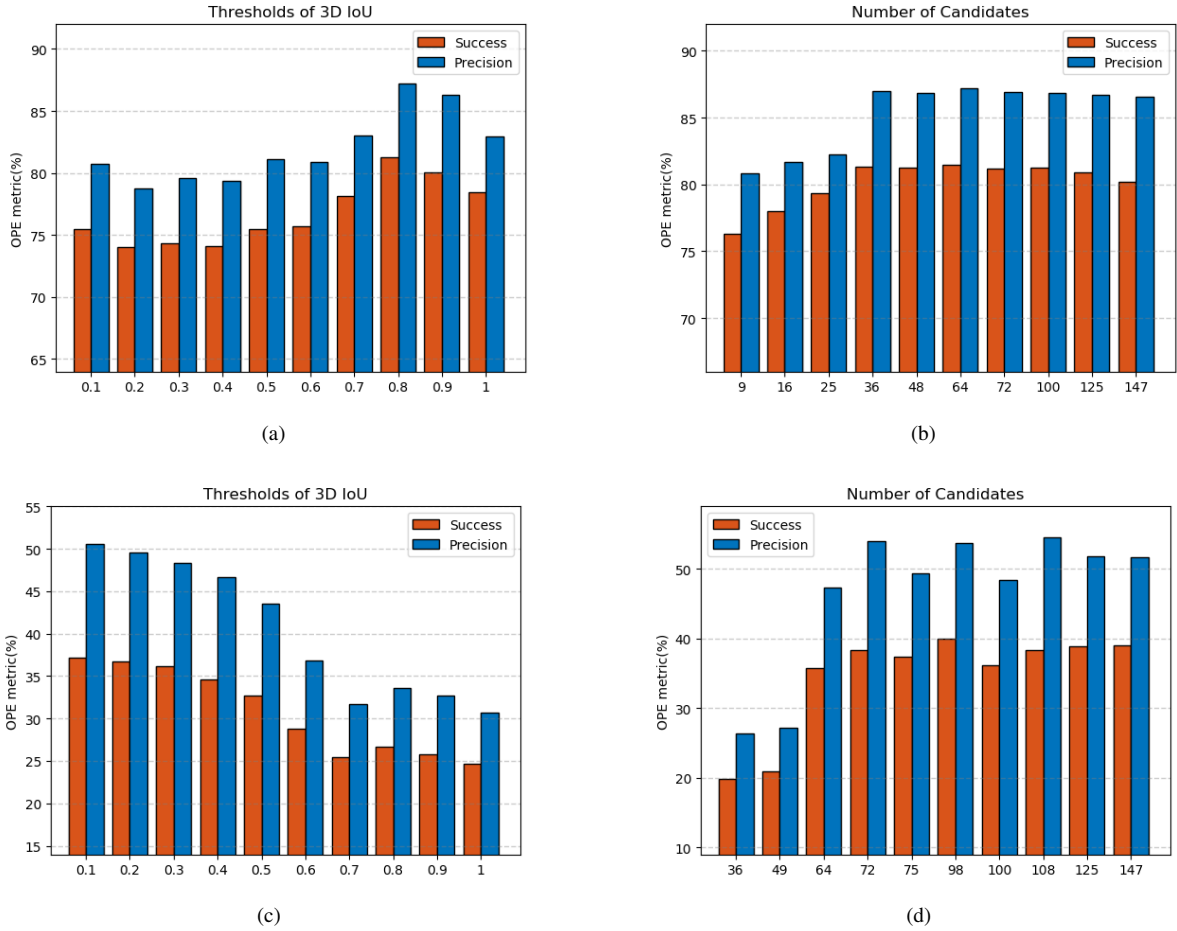 Thresholds of 3D IoU
Success
Precision
OPE metric(%)
90
85
80
75
70
65
0.1 0.2 0.3 0.4 0.5 0.6 0.7 0.8 0.9 1
(a)
Number of Candidates
Success
Precision
OPE metric(%)
90
85
80
75
70
9 16 25 36 48 64 72 100 125 147
(b)
Thresholds of 3D IoU
Success
Precision
OPE metric(%)
55
50
45
40
35
30
25
20
15
0.1 0.2 0.3 0.4 0.5 0.6 0.7 0.8 0.9 1
(c)
Number of Candidates
Success
Precision
OPE metric(%)
50
40
30
20
10
36 49 64 72 75 98 100 108 125 147
(d)